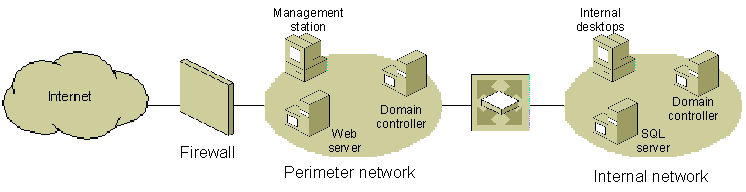 Management
station
Internal
desktops
Internet
Domain
controller
Domain
controller
Web
server
SQL
server
Firewall
Perimeter network
Internal network